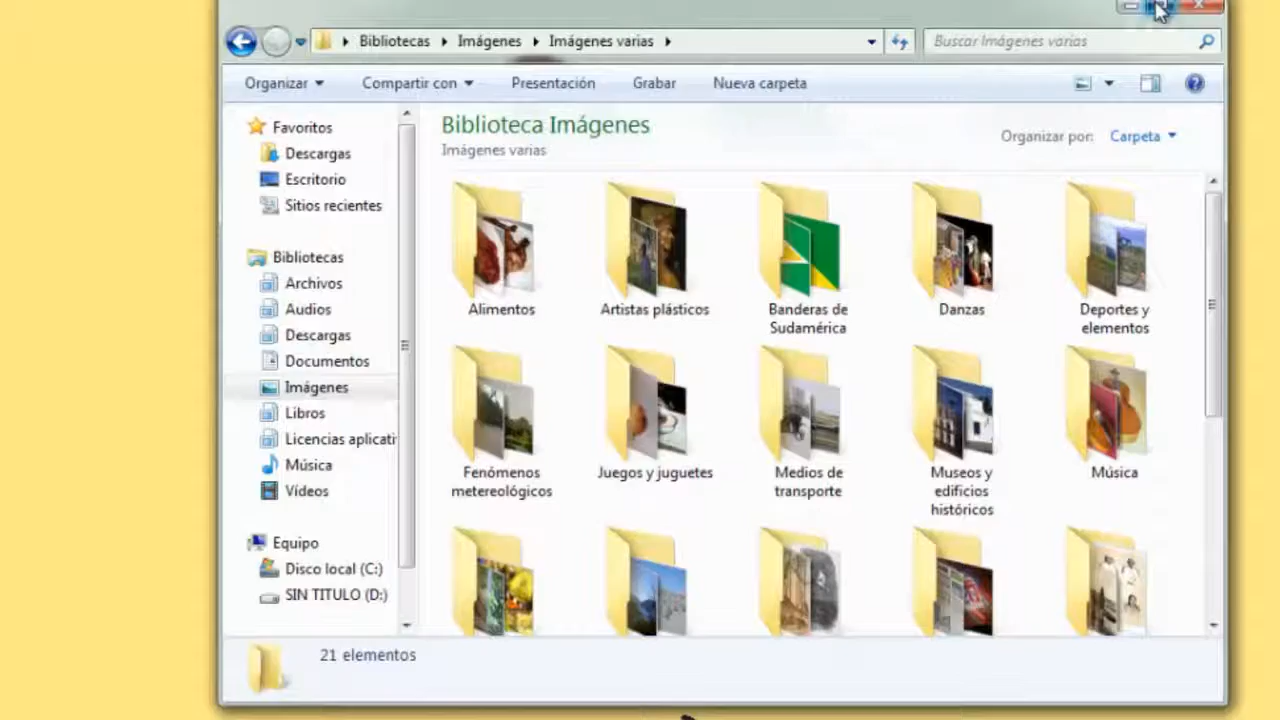 Bibliotecas Imágenes Imágenes varias
Buscar Imágenes varias
Organizar Compartir con Presentación Grabar Nueva carpeta
Favoritos
Descargas
Escritorio
Sitios recientes
Bibliotecas
Archivos
Audios
Descargas
Documentos
Imágenes
Libros
Licencias aplicati
Música
Vídeos
Equipo
Disco local (C:)
SIN TITULO (D:)
Biblioteca Imágenes
Imágenes varias
Organizar por: Carpeta
Alimentos
Artistas plásticos
Banderas de
Sudamérica
Danzas
Deportes y
elementos
Fenómenos
metereológicos
Juegos y juguetes
Medios de
transporte
Museos y
edificios
históricos
Música
21 elementos